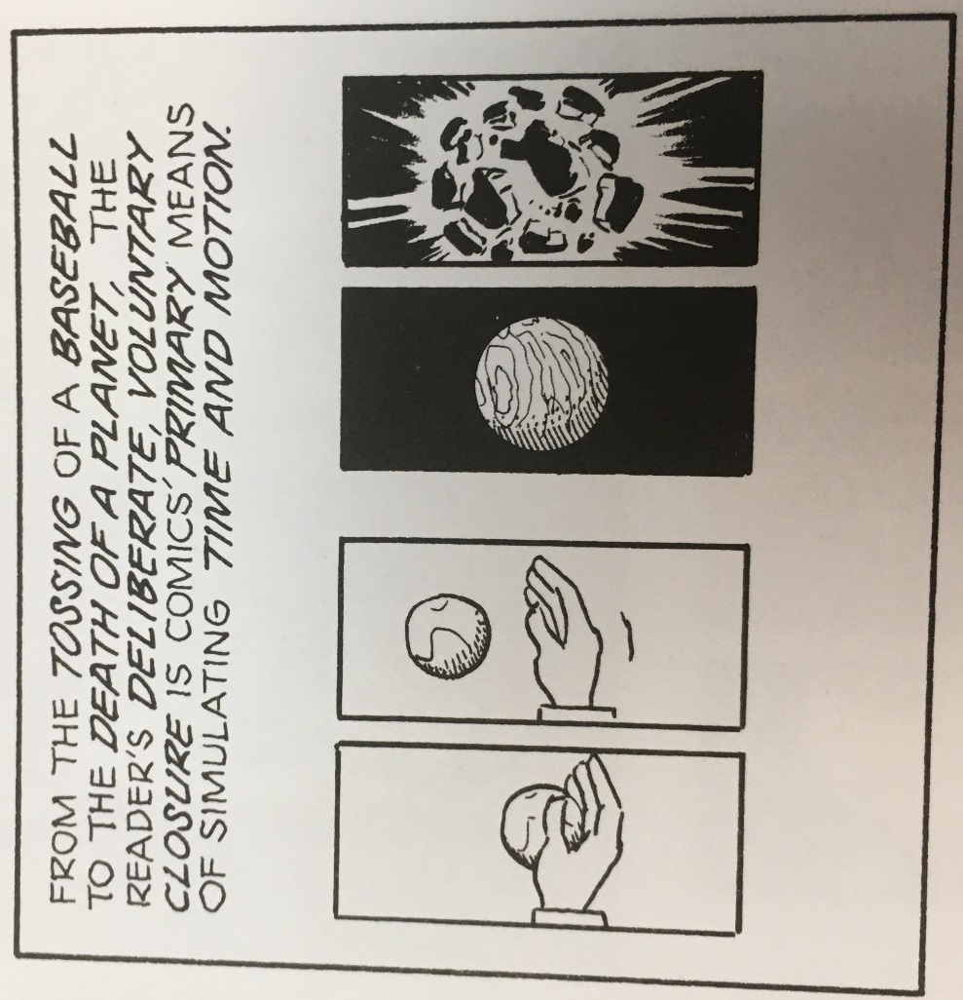 FROM THE TOSSING OF A BASEBALL
TO THE DEATH OF A PLANET, THE
READER'S DELIBERATE, VOLUNTARY
CLOSURE IS COMICS' PRIMARY MEANS
OF SIMULATING TIME AND MOTION.